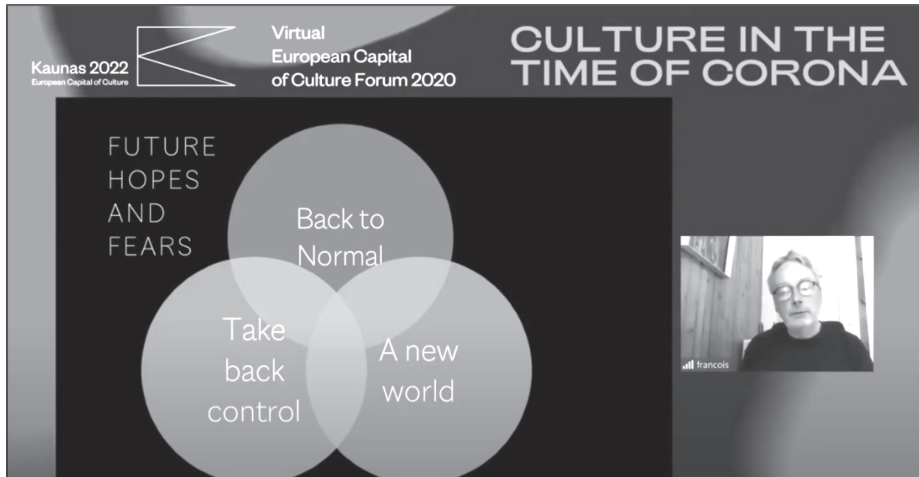 Kaunas 2022
European Capital of Culture
Virtual
European Capital
of Culture Forum 2020
CULTURE IN THE
TIME OF CORONA
FUTURE
HOPES
AND
FEARS
Back to
Normal
Take
back
control
A new
world
francois